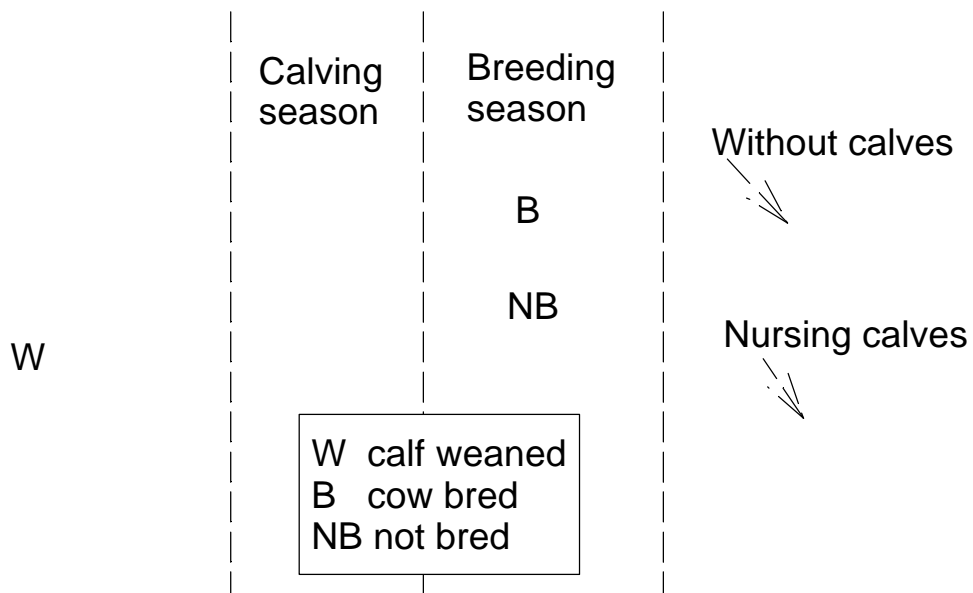 Calving
season
Breeding
season
Without calves
B
NB
Nursing calves
W
W calf weaned
B cow bred
NB not bred